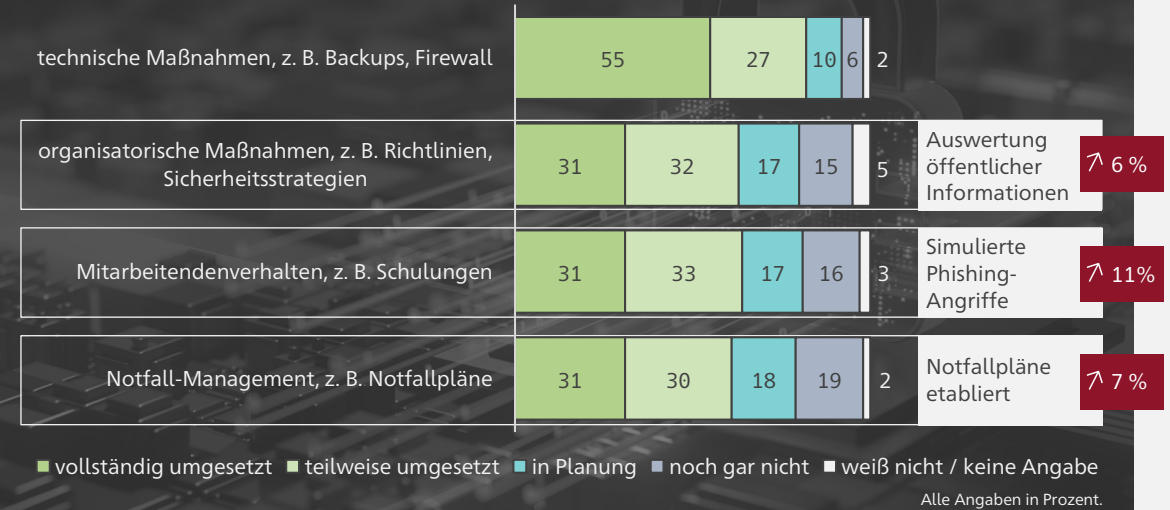 technische Maßnahmen, z. B. Backups, Firewall
55 27 10 6 2
organisatorische Maßnahmen, z. B. Richtlinien,
Sicherheitsstrategien
31 32 17 15 5
Auswertung
öffentlicher
Informationen
6 %
Mitarbeitendenverhalten, z. B. Schulungen
31 33 17 16 3
Simulierte
Phishing-
Angriffe
11%
Notfall-Management, z. B. Notfallpläne
31 30 18 19 2
Notfallpläne
etabliert
7 %
vollständig umgesetzt teilweise umgesetzt in Planung noch gar nicht weiß nicht / keine Angabe
Alle Angaben in Prozent.